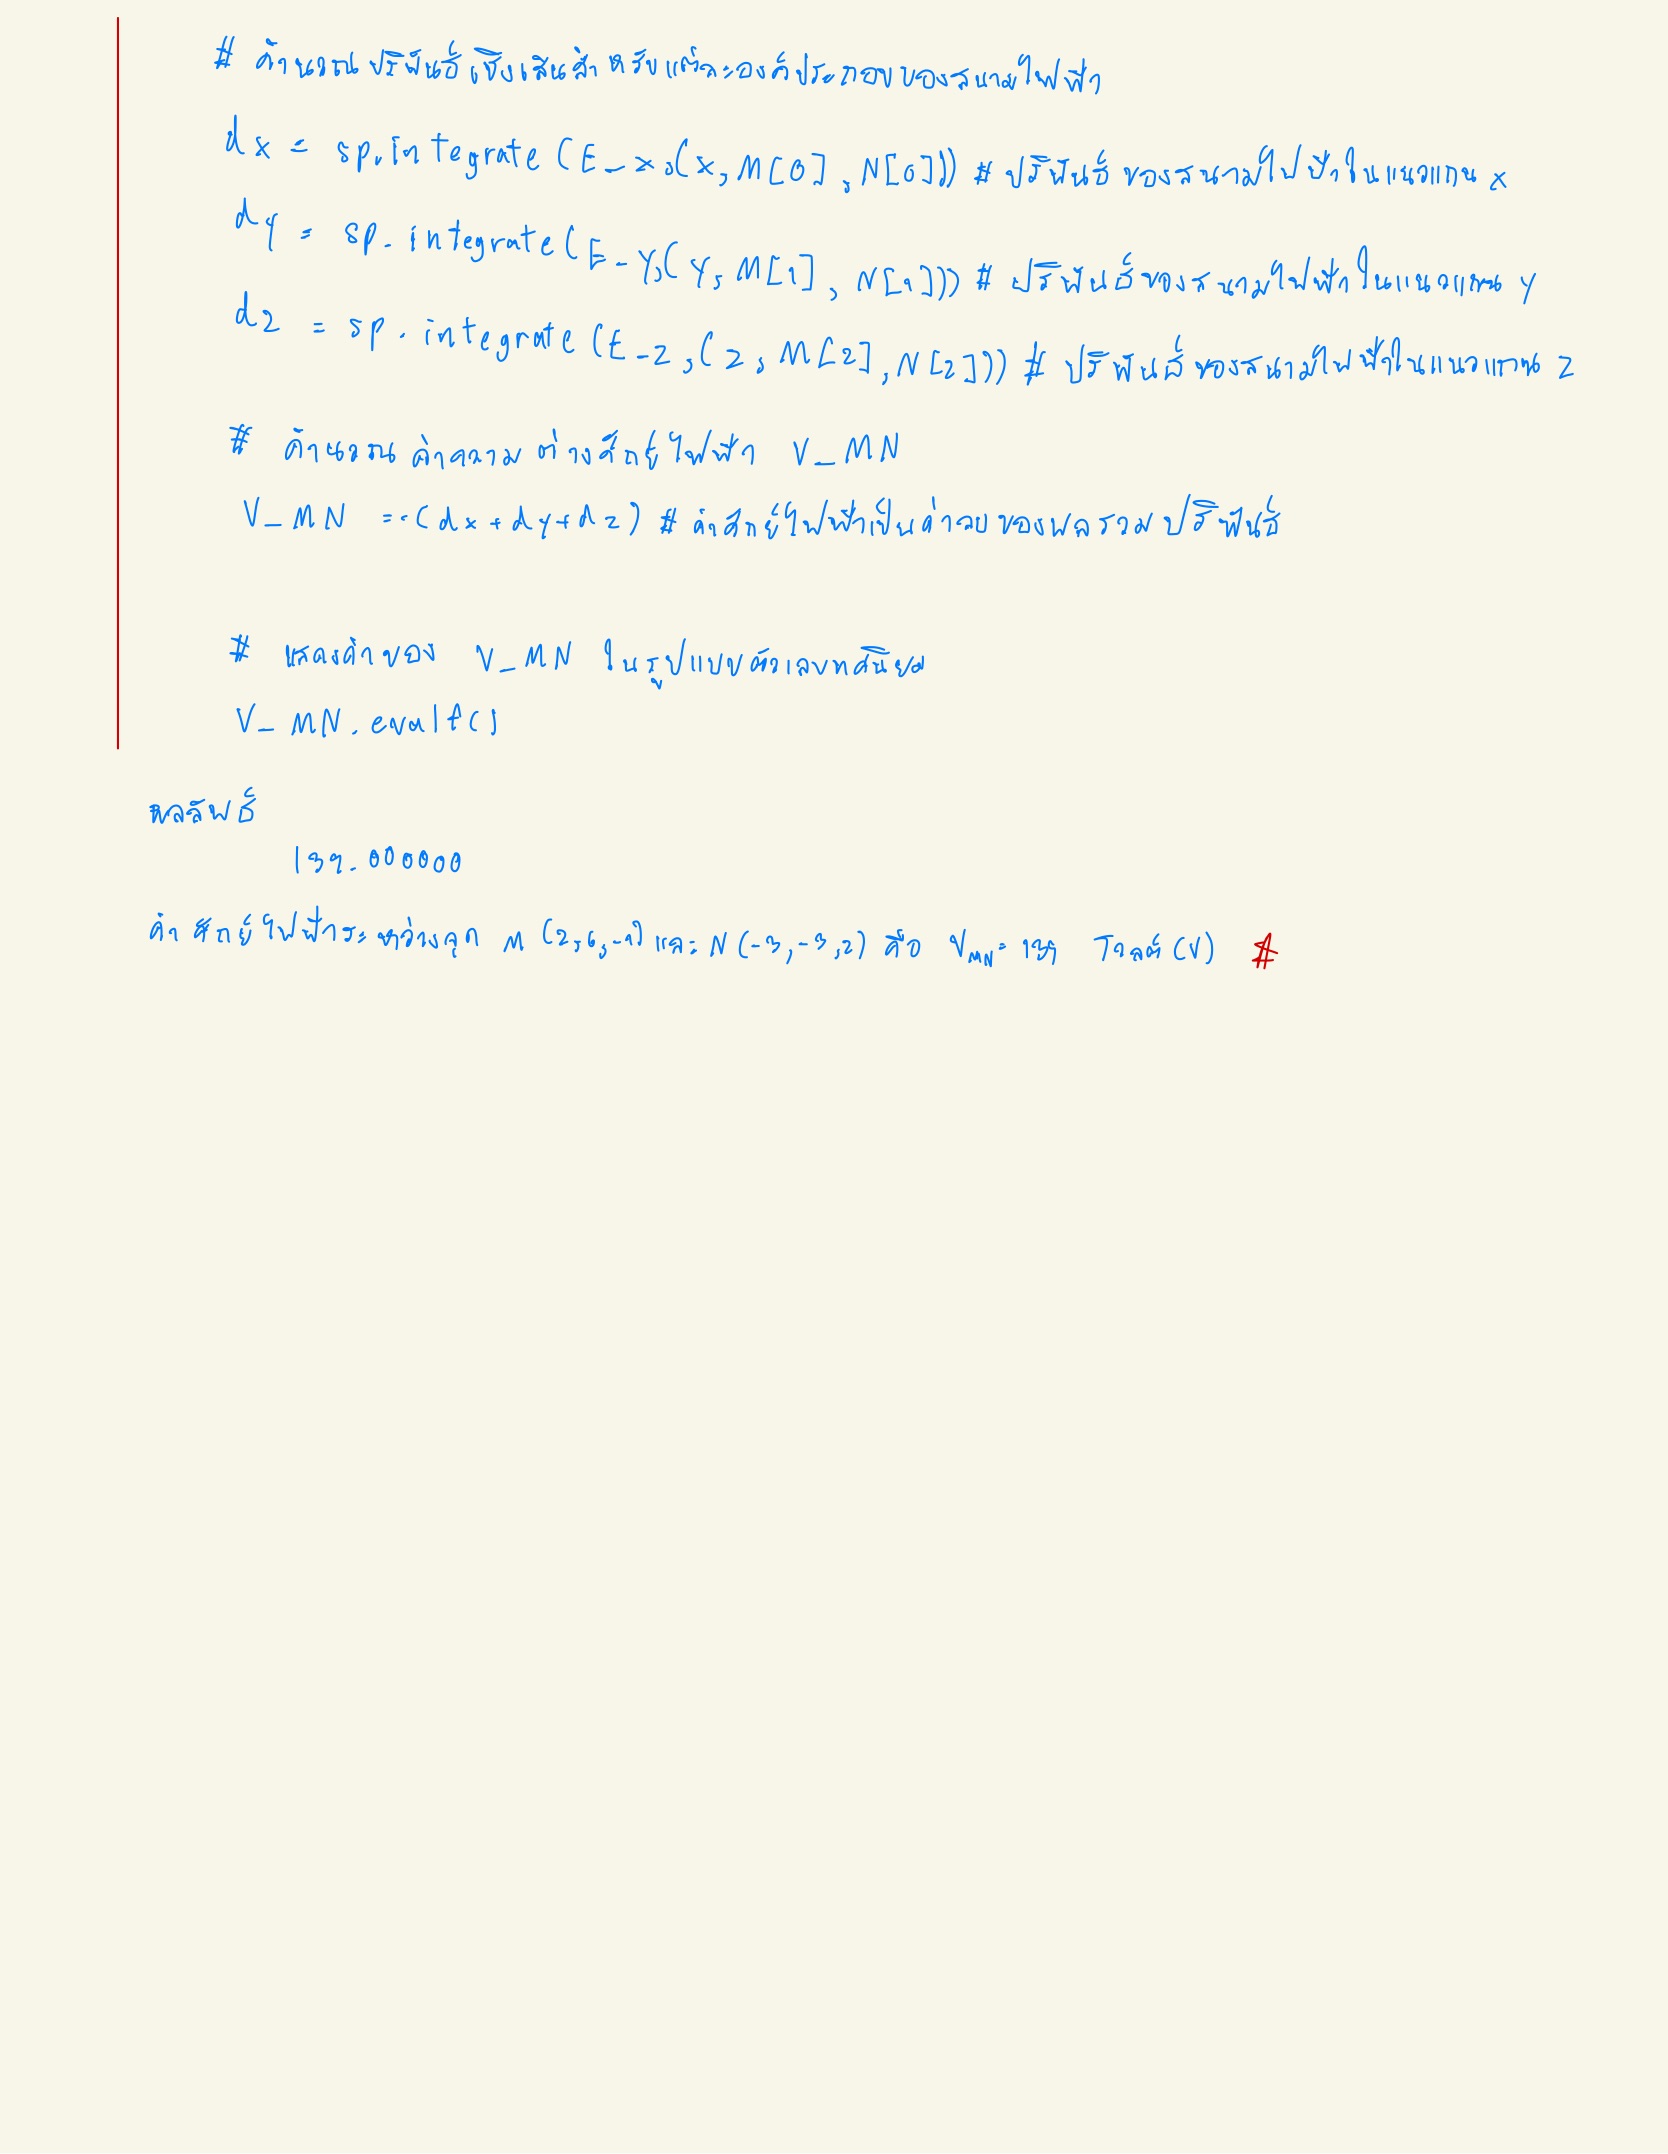 # คำนวณปริพันธ์เชิงเส้นสำหรับแต่ละองค์ประกอบของสนามไฟฟ้า
dx = sp.integrate(E_x,(x,M[0],N[0])) # ปริพันธ์ของสนามไฟฟ้าในแนวแกน x
dy = sp.integrate(E_y,(y,M[1],N[1])) # ปริพันธ์ของสนามไฟฟ้าในแนวแกน y
dz = sp.integrate(E_z,(z,M[2],N[2])) # ปริพันธ์ของสนามไฟฟ้าในแนวแกน z
# คำนวณค่าความต่างศักย์ไฟฟ้า V_MN
V_MN = -(dx+dy+dz) # ค่าศักย์ไฟฟ้าเป็นค่าลบของผลรวมปริพันธ์
# แสดงค่าของ V_MN ในรูปแบบตัวเลขทศนิยม
V_MN.evalf()
ผลลัพธ์
139.000000
ค่าศักย์ไฟฟ้าระหว่างจุด M (2,6,-1) และ N (-3,-3,2) คือ V_MN = 139 โวลต์ (V) #